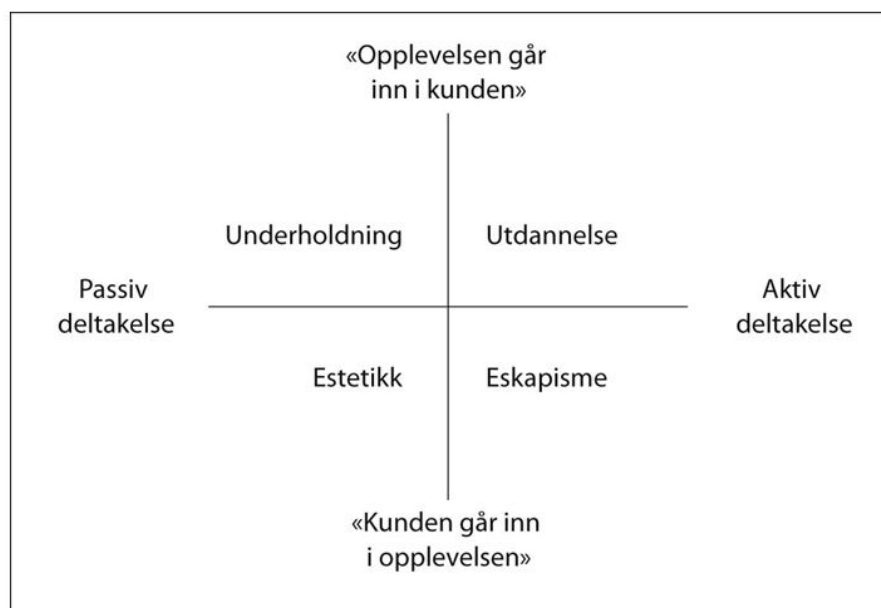 «Opplevelsen går
inn i kunden»
Underholdning
Utdannelse
Passiv
deltakelse
Aktiv
deltakelse
Estetikk
Eskapisme
«Kunden går inn
i opplevelsen»